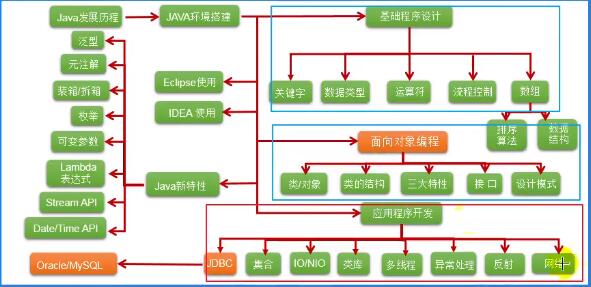 Java发展历程
JAVA环境搭建
基础程序设计
泛型
元注解
装箱/拆箱
枚举
可变参数
Lambda
表达式
Stream API
Date/Time API
Eclipse使用
IDEA 使用
Java新特性
关键字
数据类型
运算符
流程控制
数组
排序
算法
数据
结构
面向对象编程
类/对象
类的结构
三大特性
接 口
设计模式
应用程序开发
Oracle/MySQL
JDBC
集合
IO/NIO
类库
多线程
异常处理
反射
网络